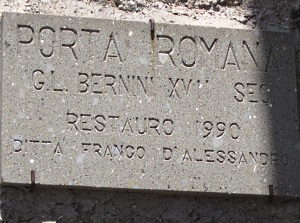 PORTA ROMANA
G.L. BERNINI XVII SEC.
RESTAURO 1990
DITTA FRANCO D'ALESSANDRO